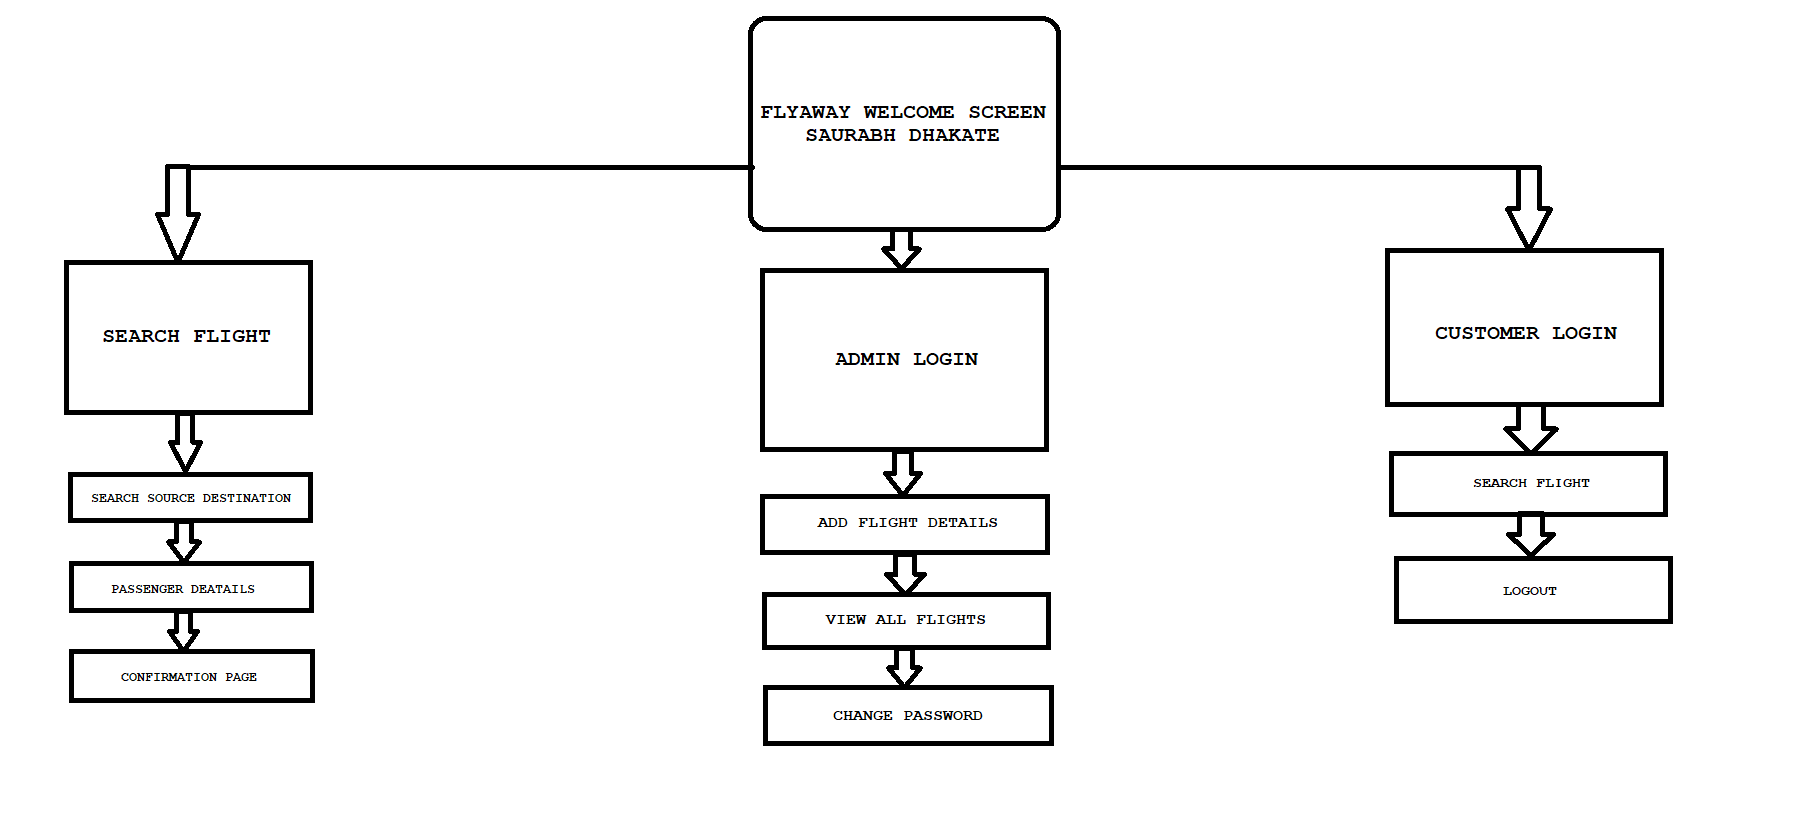 FLYAWAY WELCOME SCREEN
SAURABH DHAKATE
SEARCH FLIGHT
SEARCH SOURCE DESTINATION
PASSENGER DEATAILS
CONFIRMATION PAGE
ADMIN LOGIN
ADD FLIGHT DETAILS
VIEW ALL FLIGHTS
CHANGE PASSWORD
CUSTOMER LOGIN
SEARCH FLIGHT
LOGOUT